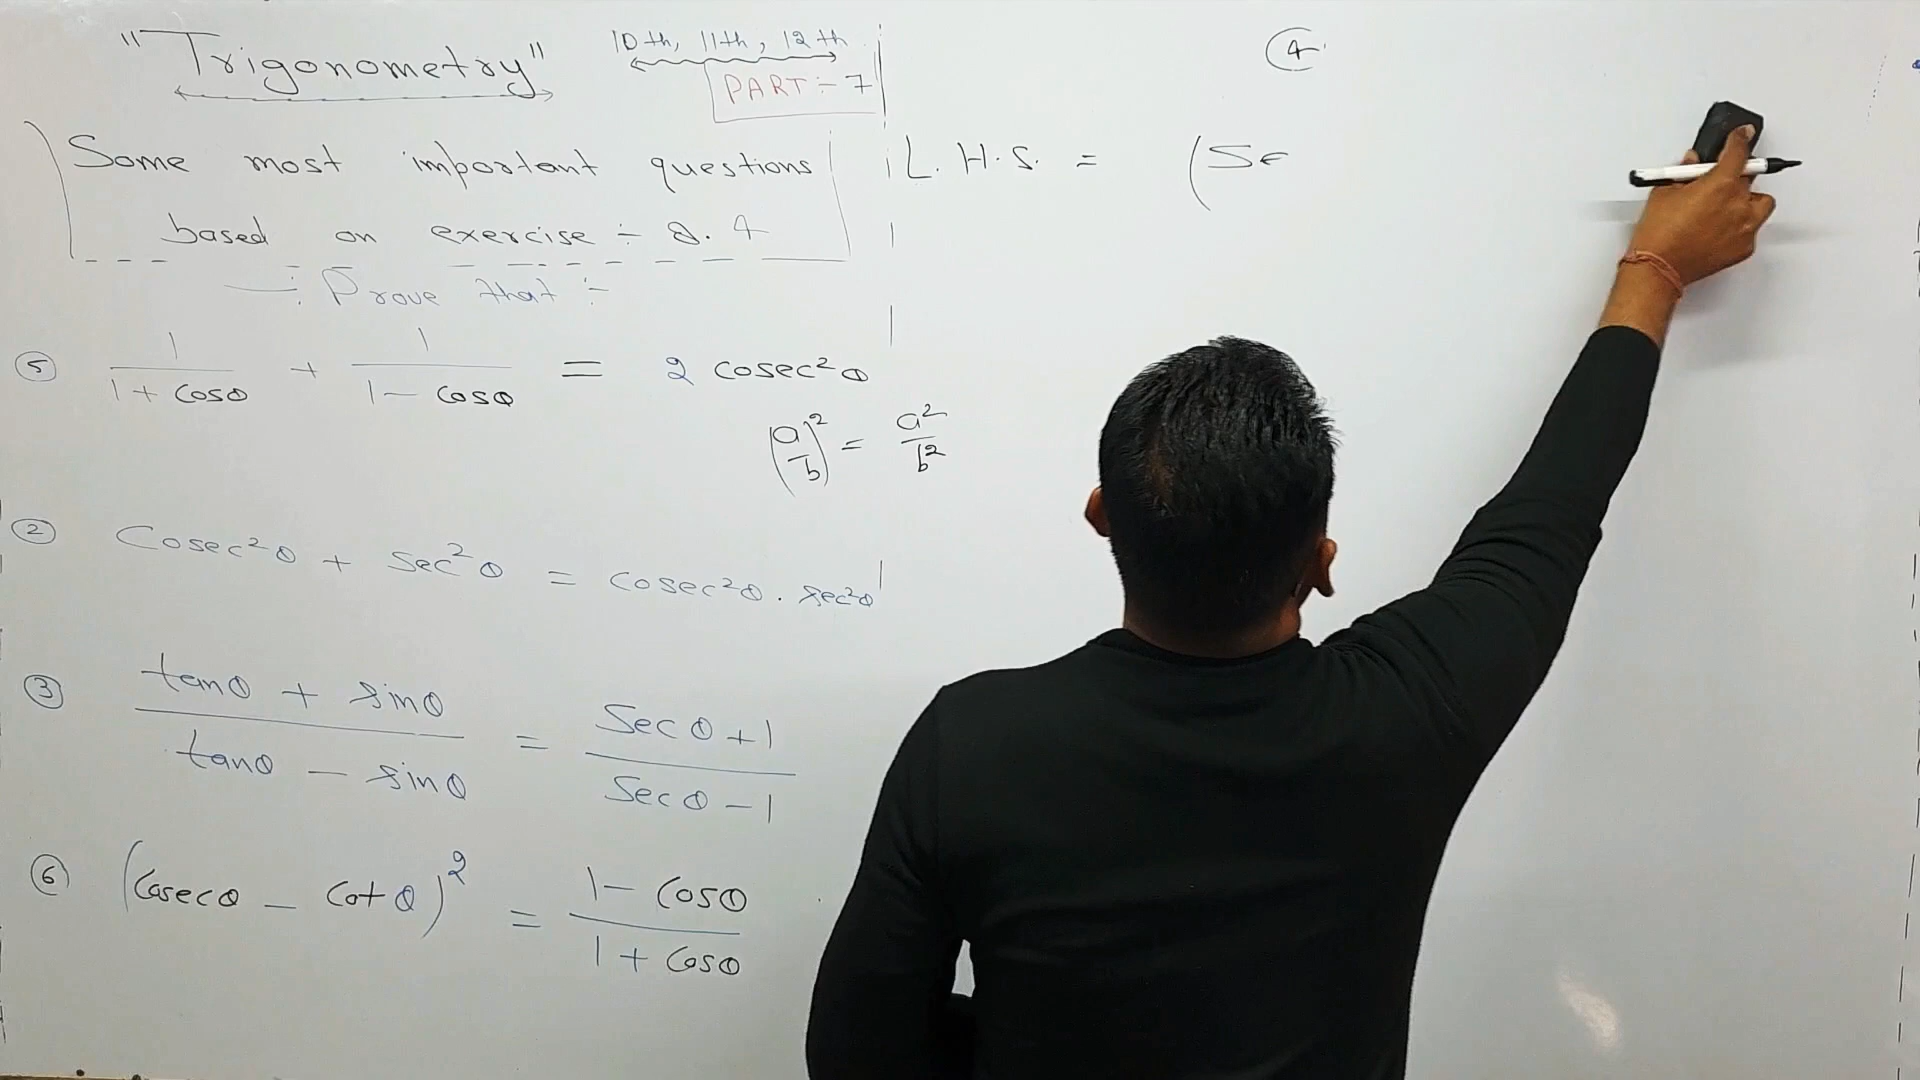 "Trigonometry"
10th, 11th, 12th
PART:- 7
Some most important questions
based on exercise :- 8.4
:- Prove that :-
⑤ 1/(1 + cosθ) + 1/(1 - cosθ) = 2 cosec²θ
(a/b)² = a²/b²
② Cosec²θ + sec²θ = cosec²θ . sec²θ
③ (tanθ + sinθ)/(tanθ - sinθ) = (Secθ + 1)/(Secθ - 1)
⑥ (Cosecθ - Cotθ)² = (1 - Cosθ)/(1 + Cosθ)
④
L.H.S. = (Se